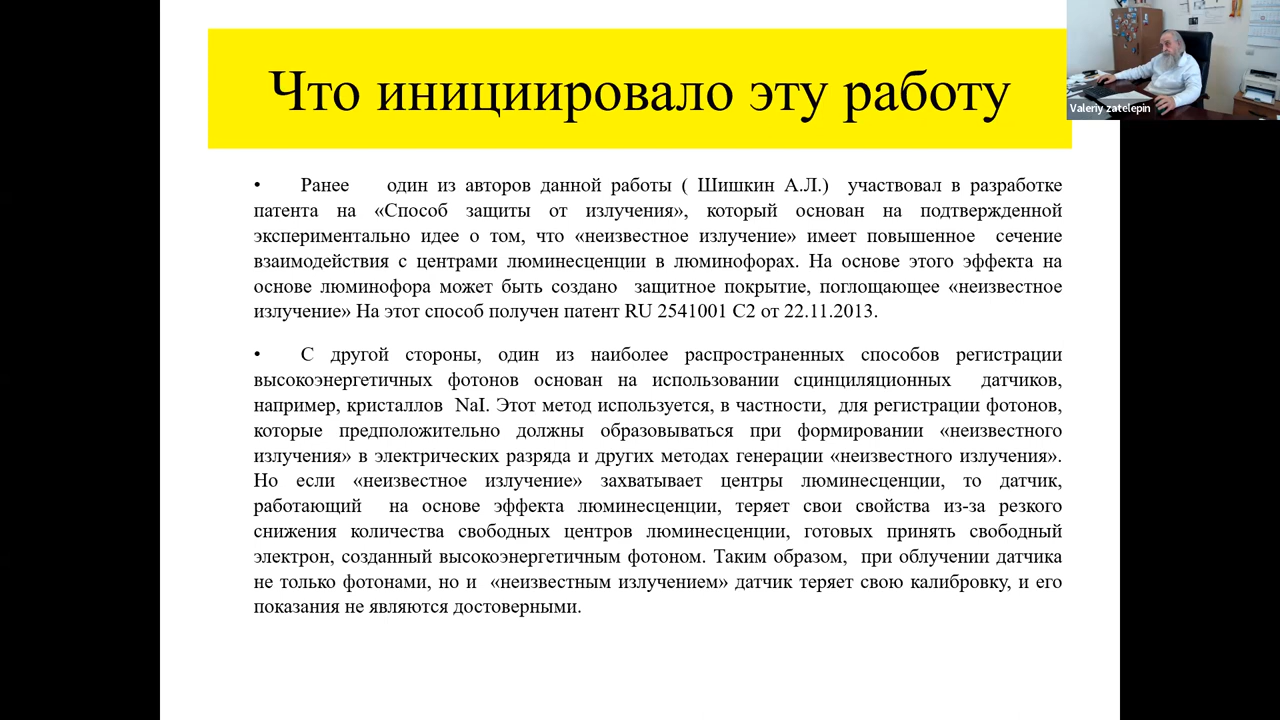 Что инициировало эту работу
Valeriy zatelepin
• Ранее один из авторов данной работы ( Шишкин А.Л.) участвовал в разработке
патента на «Способ защиты от излучения», который основан на подтвержденной
экспериментально идее о том, что «неизвестное излучение» имеет повышенное сечение
взаимодействия с центрами люминесценции в люминофорах. На основе этого эффекта на
основе люминофора может быть создано защитное покрытие, поглощающее «неизвестное
излучение» На этот способ получен патент RU 2541001 C2 от 22.11.2013.
• С другой стороны, один из наиболее распространенных способов регистрации
высокоэнергетичных фотонов основан на использовании сцинциляционных датчиков,
например, кристаллов NaI. Этот метод используется, в частности, для регистрации фотонов,
которые предположительно должны образовываться при формировании «неизвестного
излучения» в электрических разряда и других методах генерации «неизвестного излучения».
Но если «неизвестное излучение» захватывает центры люминесценции, то датчик,
работающий на основе эффекта люминесценции, теряет свои свойства из-за резкого
снижения количества свободных центров люминесценции, готовых принять свободный
электрон, созданный высокоэнергетичным фотоном. Таким образом, при облучении датчика
не только фотонами, но и «неизвестным излучением» датчик теряет свою калибровку, и его
показания не являются достоверными.